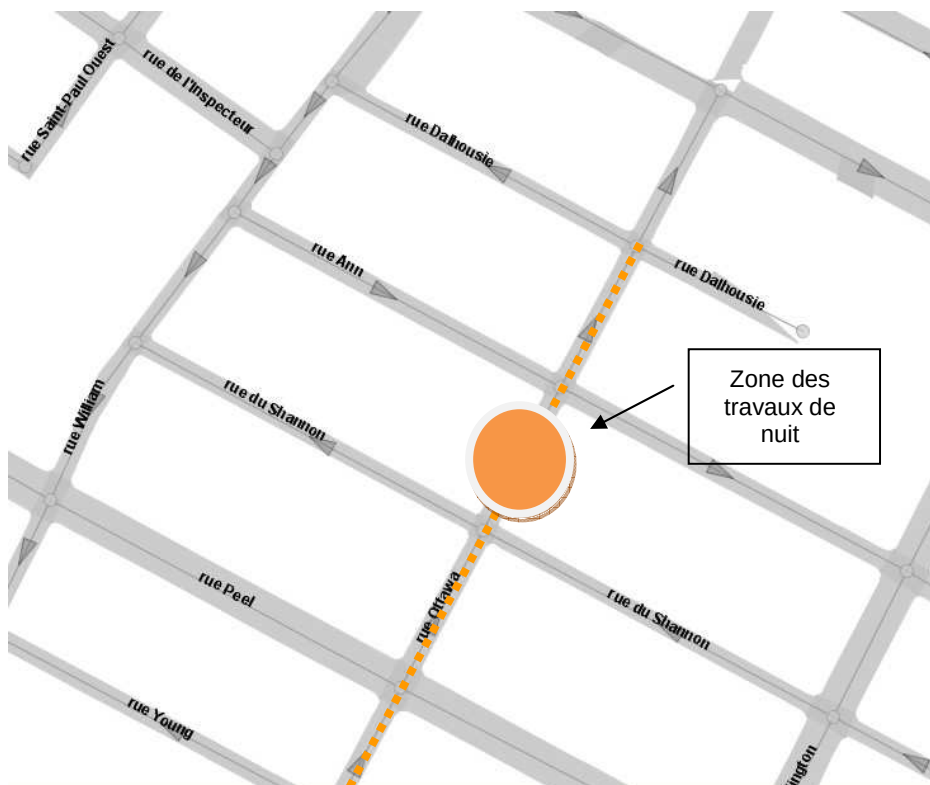 rue Saint-Paul Ouest
rue de l'Inspecteur
rue Dalhousie
rue Ann
rue Dalhousie
Zone des
travaux de
nuit
rue William
rue du Shannon
rue Ottawa
rue Peel
rue du Shannon
rue Young
ington